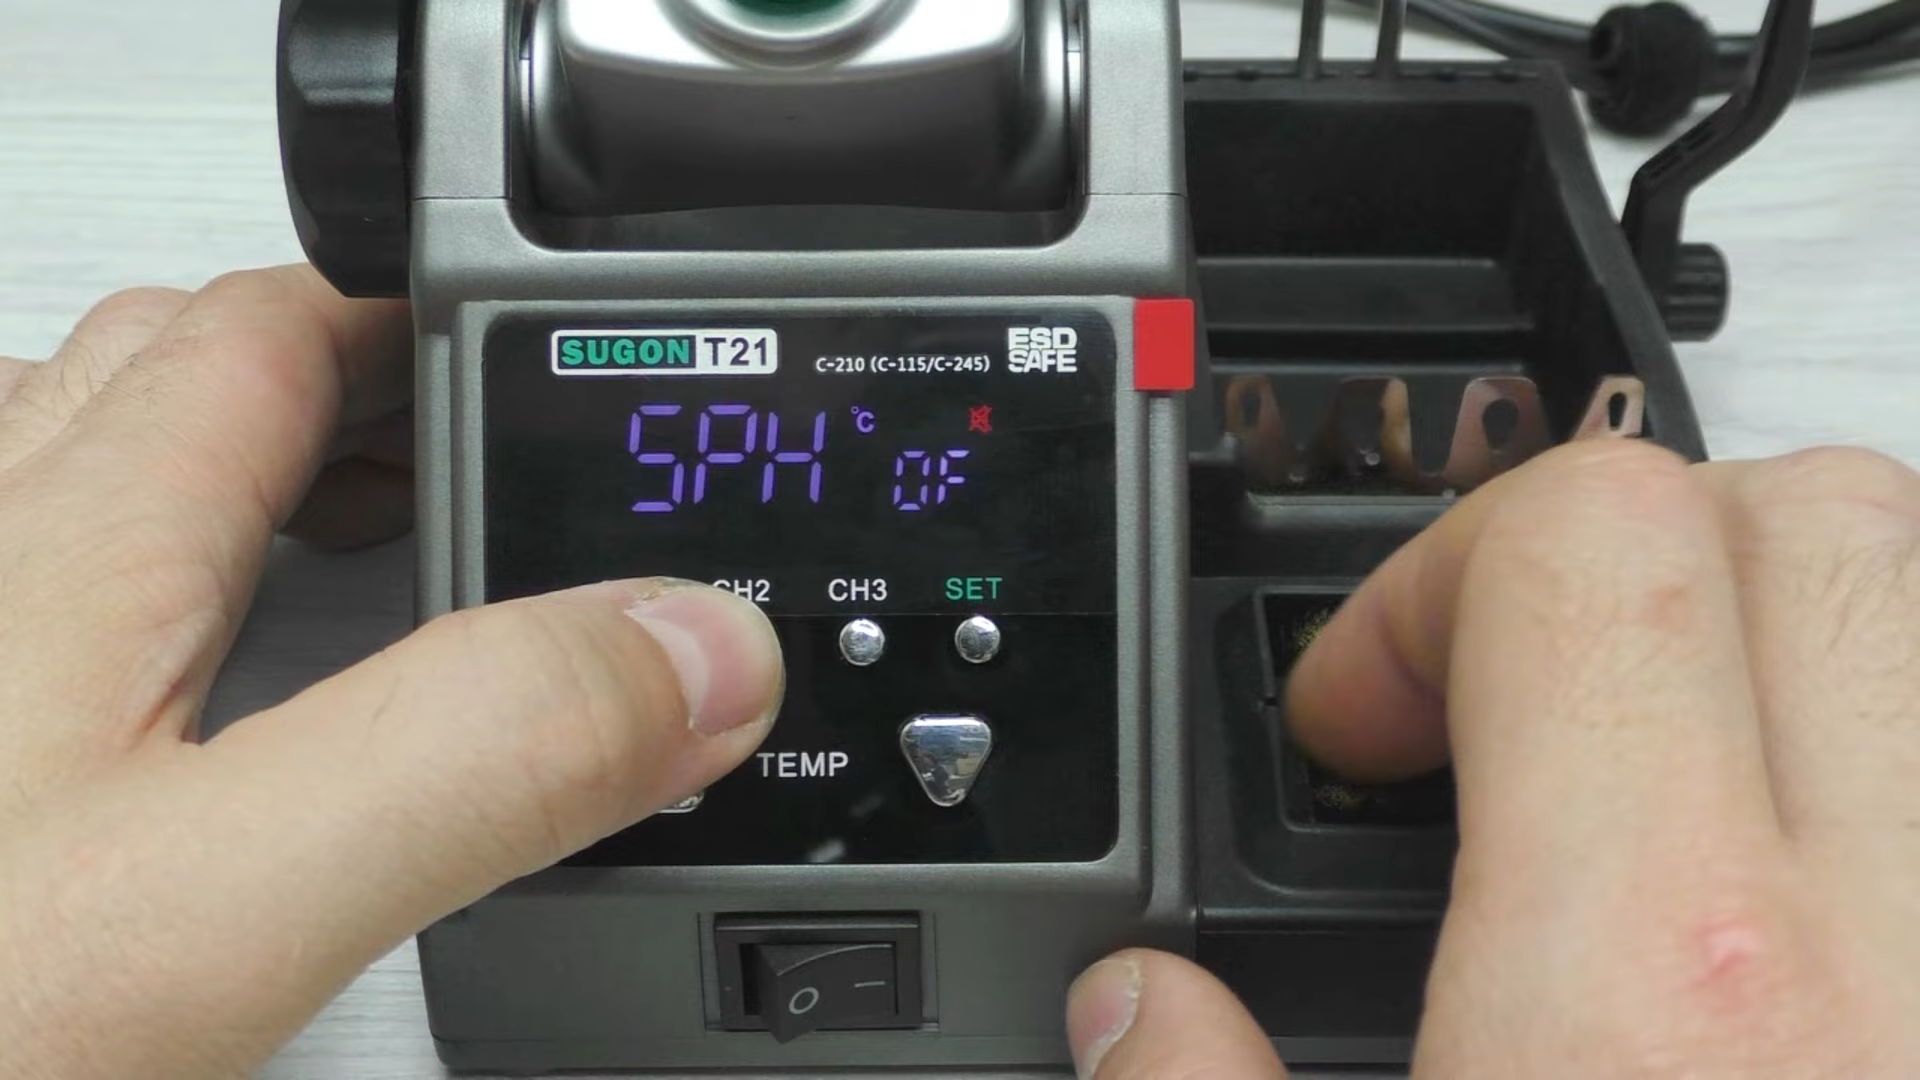 SUGON T21
C-210 (C-115/C-245)
ESD
SAFE
SPH °C OF
CH2 CH3 SET
TEMP
O —